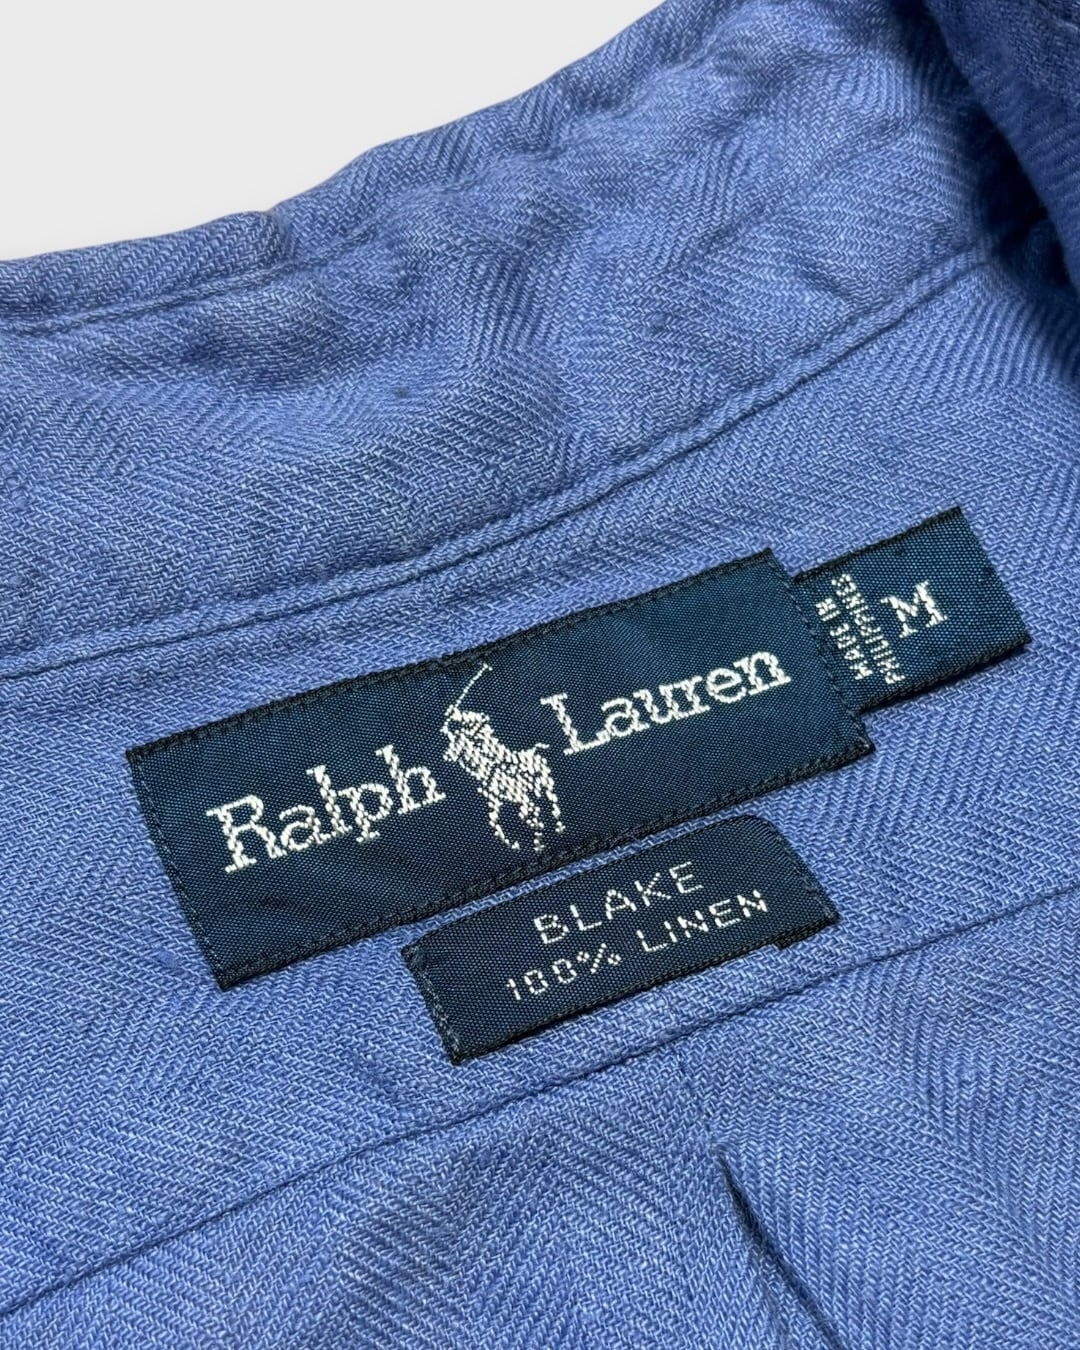 Ralph Lauren
MADE IN
PHILIPPINES
M
BLAKE
100% LINEN